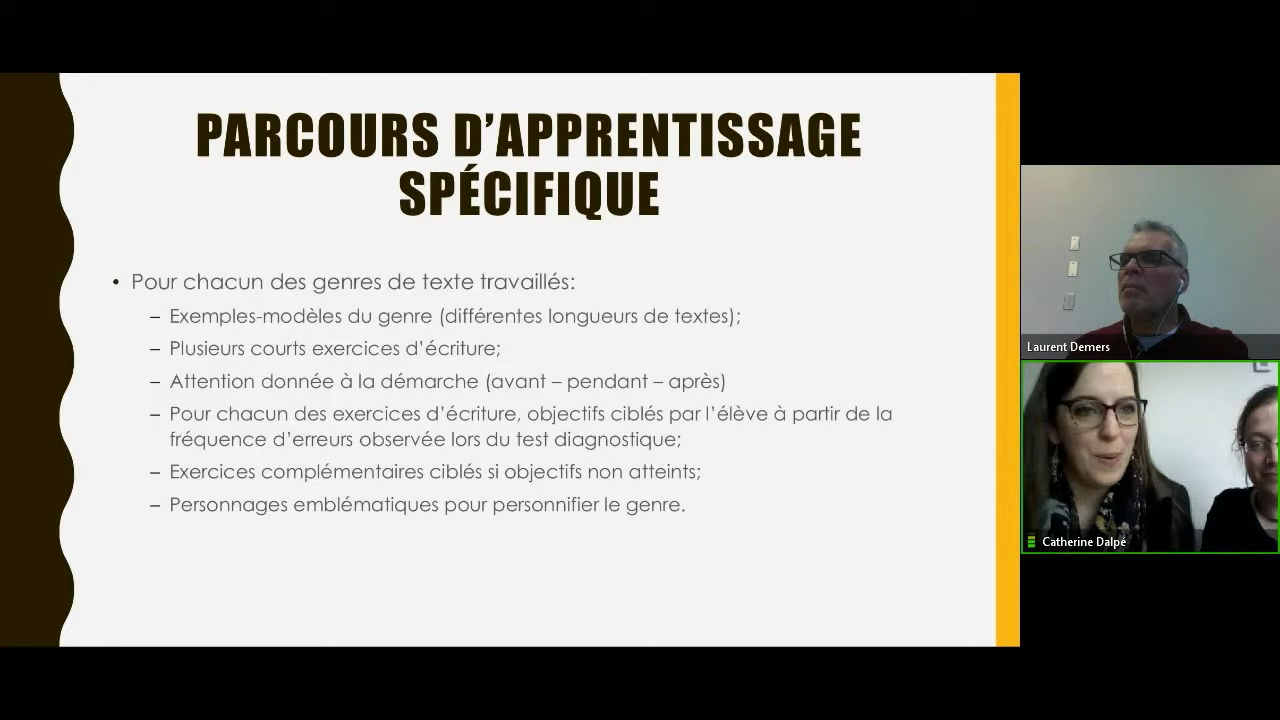 PARCOURS D’APPRENTISSAGE
SPÉCIFIQUE
• Pour chacun des genres de texte travaillés:
– Exemples-modèles du genre (différentes longueurs de textes);
– Plusieurs courts exercices d’écriture;
– Attention donnée à la démarche (avant – pendant – après)
– Pour chacun des exercices d’écriture, objectifs ciblés par l’élève à partir de la
fréquence d’erreurs observée lors du test diagnostique;
– Exercices complémentaires ciblés si objectifs non atteints;
– Personnages emblématiques pour personnifier le genre.
Laurent Demers
Catherine Dalpé